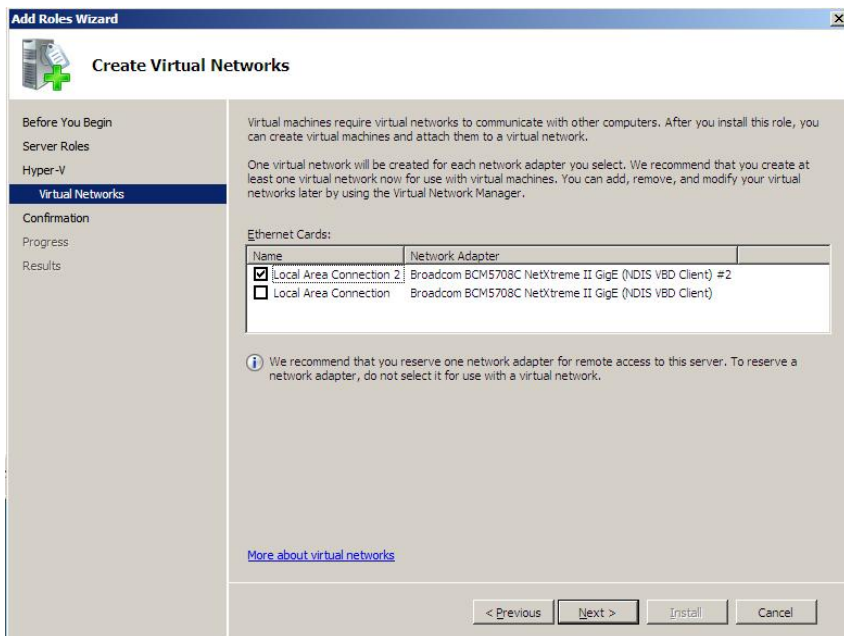 Add Roles Wizard
Create Virtual Networks
Before You Begin
Server Roles
Hyper-V
Virtual Networks
Confirmation
Progress
Results
Virtual machines require virtual networks to communicate with other computers. After you install this role, you
can create virtual machines and attach them to a virtual network.
One virtual network will be created for each network adapter you select. We recommend that you create at
least one virtual network now for use with virtual machines. You can add, remove, and modify your virtual
networks later by using the Virtual Network Manager.
Ethernet Cards:
Name Network Adapter
Local Area Connection 2 Broadcom BCM5708C NetXtreme II GigE (NDIS VBD Client) #2
Local Area Connection Broadcom BCM5708C NetXtreme II GigE (NDIS VBD Client)
We recommend that you reserve one network adapter for remote access to this server. To reserve a
network adapter, do not select it for use with a virtual network.
More about virtual networks
< Previous Next > Install Cancel